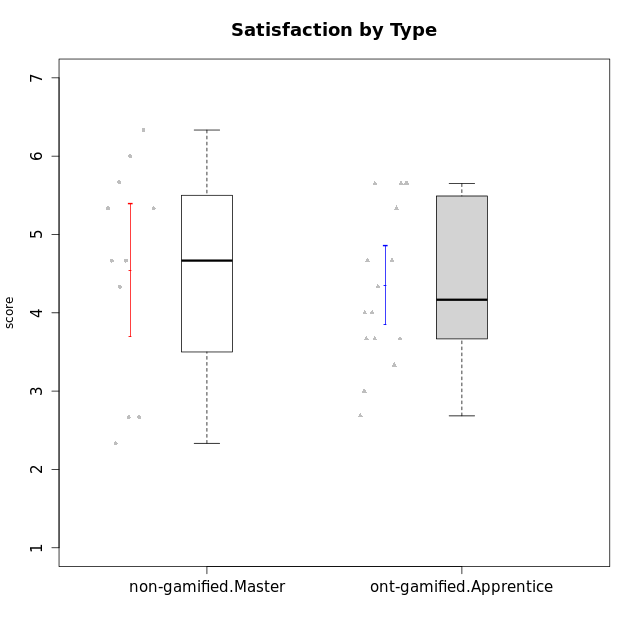 Satisfaction by Type
score
7
6
5
4
3
2
1
non-gamified.Master
ont-gamified.Apprentice